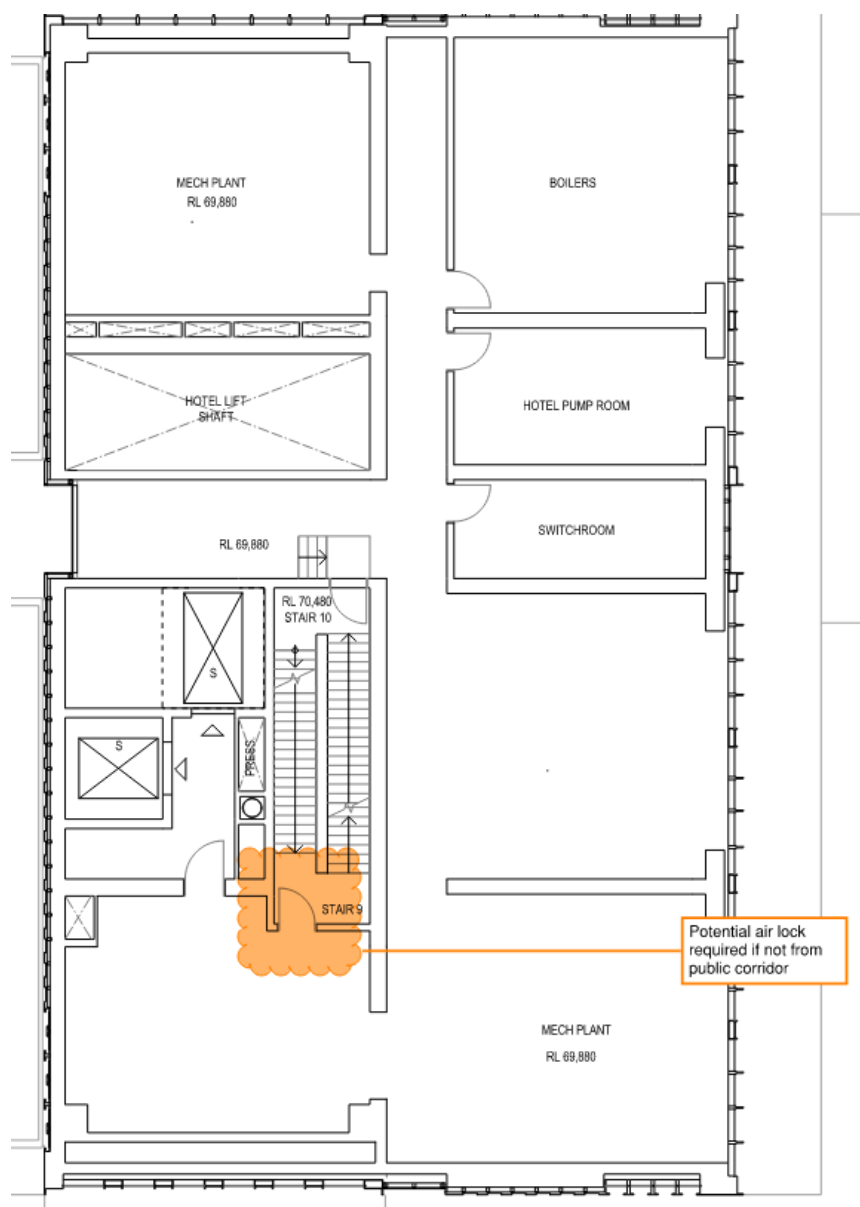 MECH PLANT
RL 69,880
BOILERS
HOTEL LIFT
SHAFT
HOTEL PUMP ROOM
SWITCHROOM
RL 69,880
RL 70,480
STAIR 10
S
S
PRESS
STAIR 9
Potential air lock
required if not from
public corridor
MECH PLANT
RL 69,880